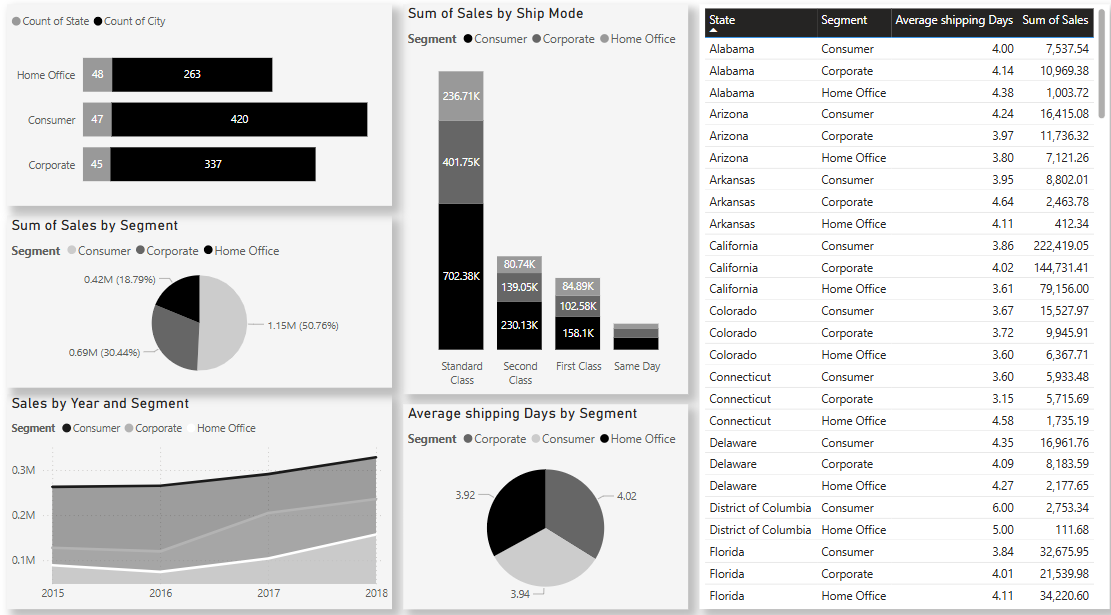 Count of State Count of City
Home Office 48 263
Consumer 47 420
Corporate 45 337
Sum of Sales by Segment
Segment Consumer Corporate Home Office
0.42M (18.79%)
1.15M (50.76%)
0.69M (30.44%)
Sales by Year and Segment
Segment Consumer Corporate Home Office
0.3M
0.2M
0.1M
2015 2016 2017 2018
Sum of Sales by Ship Mode
Segment Consumer Corporate Home Office
236.71K
401.75K
702.38K
80.74K
139.05K
230.13K
84.89K
102.58K
158.1K
Standard Class
Second Class
First Class
Same Day
Average shipping Days by Segment
Segment Corporate Consumer Home Office
3.92
4.02
3.94
State Segment Average shipping Days Sum of Sales
Alabama Consumer 4.00 7,537.54
Alabama Corporate 4.14 10,969.38
Alabama Home Office 4.38 1,003.72
Arizona Consumer 4.24 16,415.08
Arizona Corporate 3.97 11,736.32
Arizona Home Office 3.80 7,121.26
Arkansas Consumer 3.95 8,802.01
Arkansas Corporate 4.64 2,463.78
Arkansas Home Office 4.11 412.34
California Consumer 3.86 222,419.05
California Corporate 4.02 144,731.41
California Home Office 3.61 79,156.00
Colorado Consumer 3.67 15,527.97
Colorado Corporate 3.72 9,945.91
Colorado Home Office 3.60 6,367.71
Connecticut Consumer 3.60 5,933.48
Connecticut Corporate 3.15 5,715.69
Connecticut Home Office 4.58 1,735.19
Delaware Consumer 4.35 16,961.76
Delaware Corporate 4.09 8,183.59
Delaware Home Office 4.27 2,177.65
District of Columbia Consumer 6.00 2,753.34
District of Columbia Home Office 5.00 111.68
Florida Consumer 3.84 32,675.95
Florida Corporate 4.01 21,539.98
Florida Home Office 4.11 34,220.60